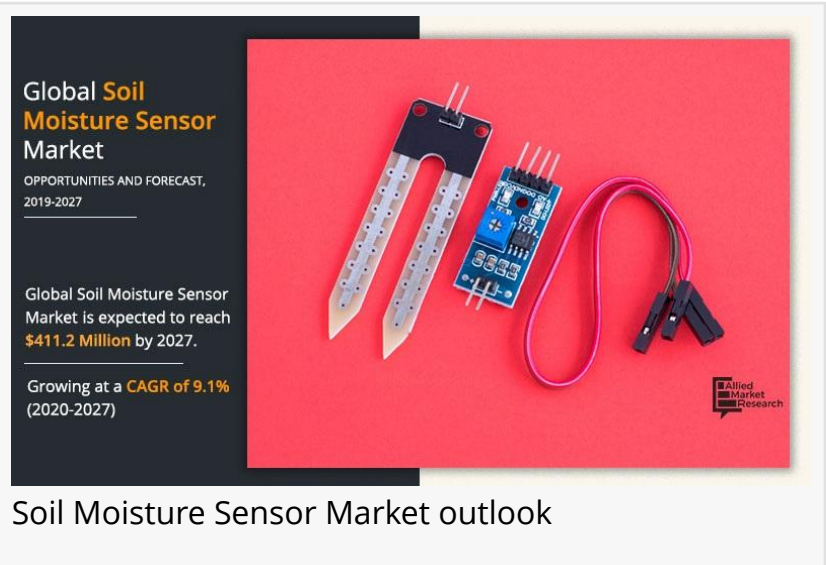 Global Soil
Moisture Sensor
Market
OPPORTUNITIES AND FORECAST,
2019-2027
Global Soil Moisture Sensor
Market is expected to reach
$411.2 Million by 2027.
Growing at a CAGR of 9.1%
(2020-2027)
Allied
Market
Research
Soil Moisture Sensor Market outlook